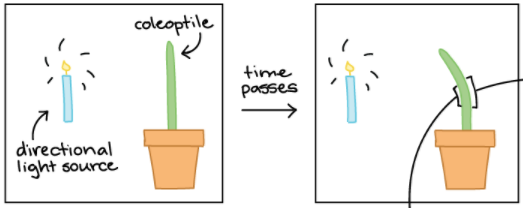 coleoptile
directional
light source
time
passes